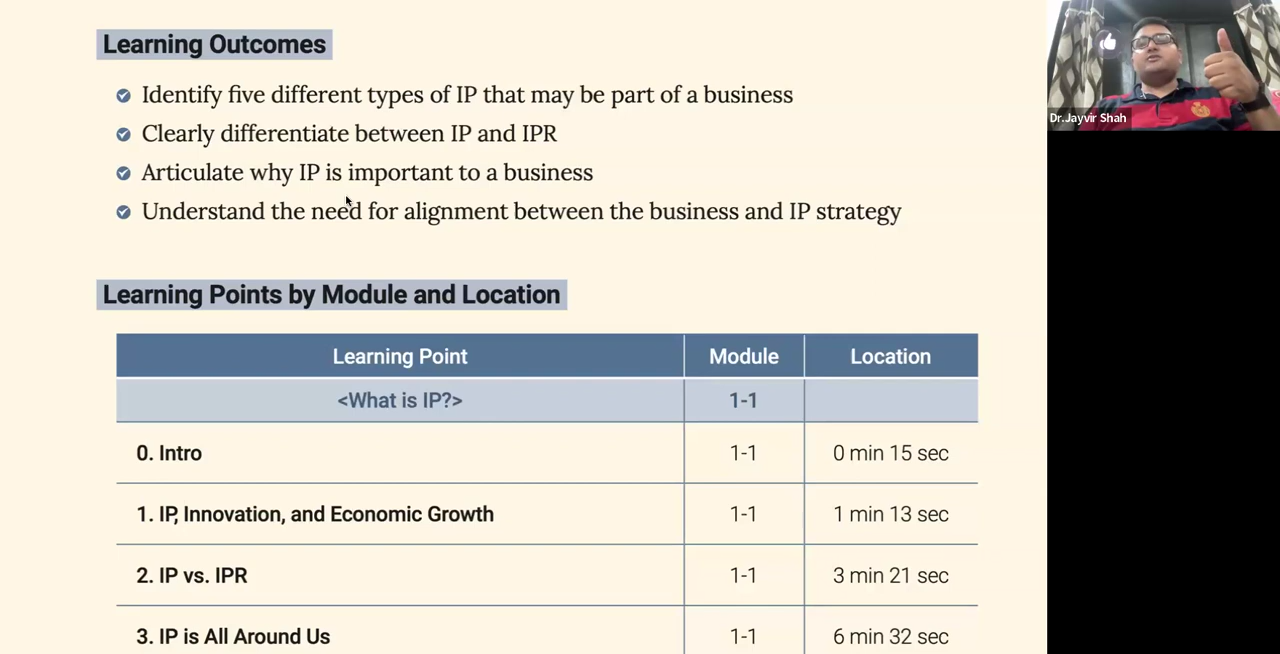 Learning Outcomes
Identify five different types of IP that may be part of a business
Clearly differentiate between IP and IPR
Articulate why IP is important to a business
Understand the need for alignment between the business and IP strategy
Learning Points by Module and Location
Learning Point Module Location
<What is IP?> 1-1
0. Intro 1-1 0 min 15 sec
1. IP, Innovation, and Economic Growth 1-1 1 min 13 sec
2. IP vs. IPR 1-1 3 min 21 sec
3. IP is All Around Us 1-1 6 min 32 sec
Dr.Jayvir Shah